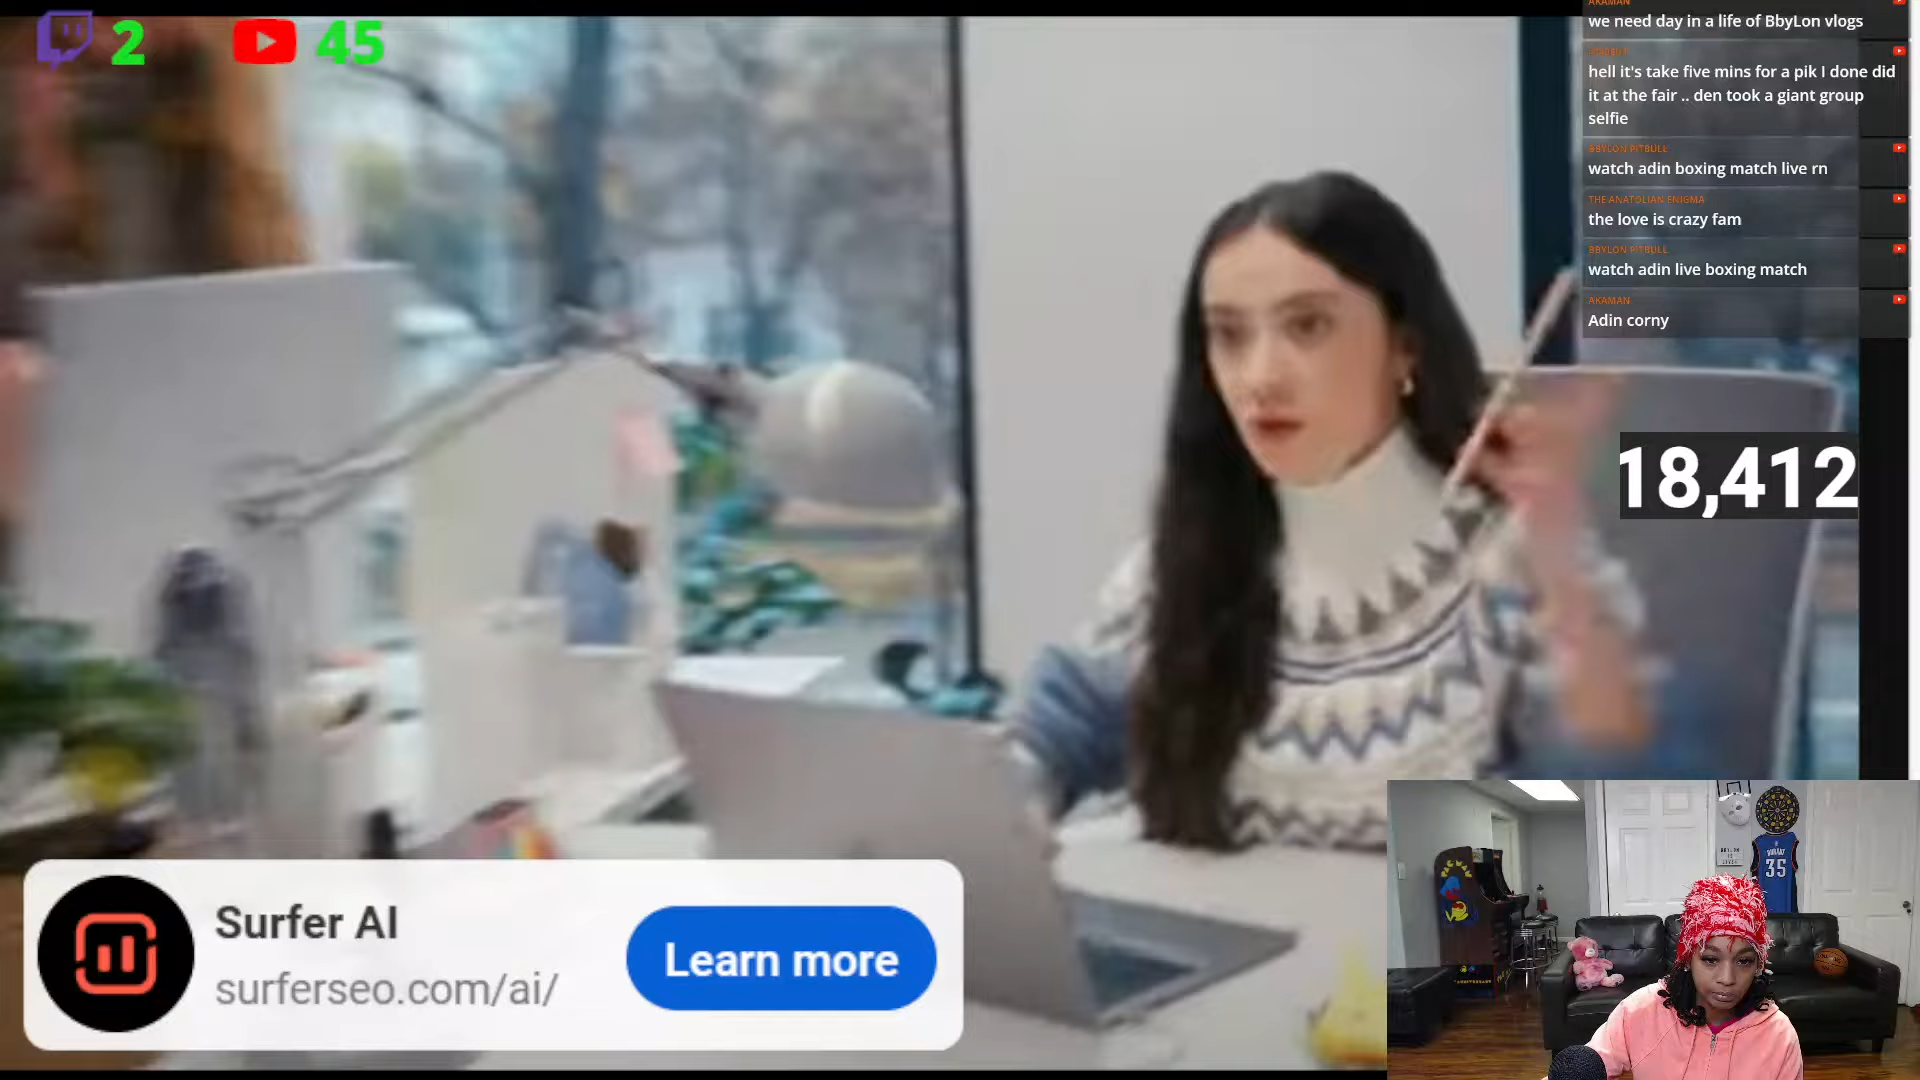 2
45
AKAMAN
we need day in a life of BbyLon vlogs
hell it's take five mins for a pik I done did
it at the fair .. den took a giant group
selfie
BBYLON PITBULL
watch adin boxing match live rn
THE ANATOLIAN ENIGMA
the love is crazy fam
BBYLON PITBULL
watch adin live boxing match
AKAMAN
Adin corny
18,412
Surfer AI
surferseo.com/ai/
Learn more
DURANT
35